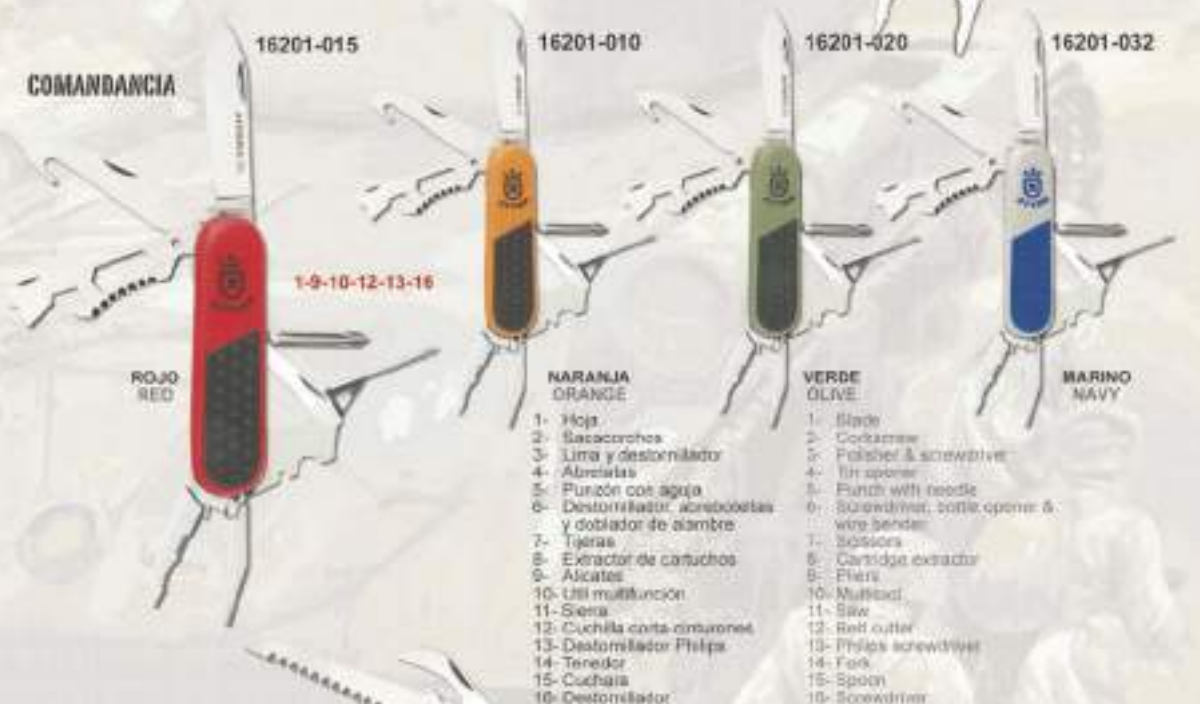 16201-015
16201-010
16201-020
16201-032
COMANDANCIA
1-9-10-12-13-16
ROJO
RED
NARANJA
ORANGE
VERDE
OLIVE
MARINO
NAVY
1- Hoja
2- Sacacorchos
3- Lima y destornillador
4- Abrelatas
5- Punzón con aguja
6- Destornillador, abrebotellas
y doblador de alambre
7- Tijeras
8- Extractor de cartuchos
9- Alicates
10- Util multifunción
11- Sierra
12- Cuchilla corta cinturones
13- Destornillador Philips
14- Tenedor
15- Cuchara
16- Destornillador
1- Blade
2- Corkscrew
3- Polisher & screwdriver
4- Tin opener
5- Punch with needle
6- Screwdriver, bottle opener &
wire bender
7- Scissors
8- Cartridge extractor
9- Pliers
10- Multitool
11- Saw
12- Belt cutter
13- Philips screwdriver
14- Fork
15- Spoon
16- Screwdriver